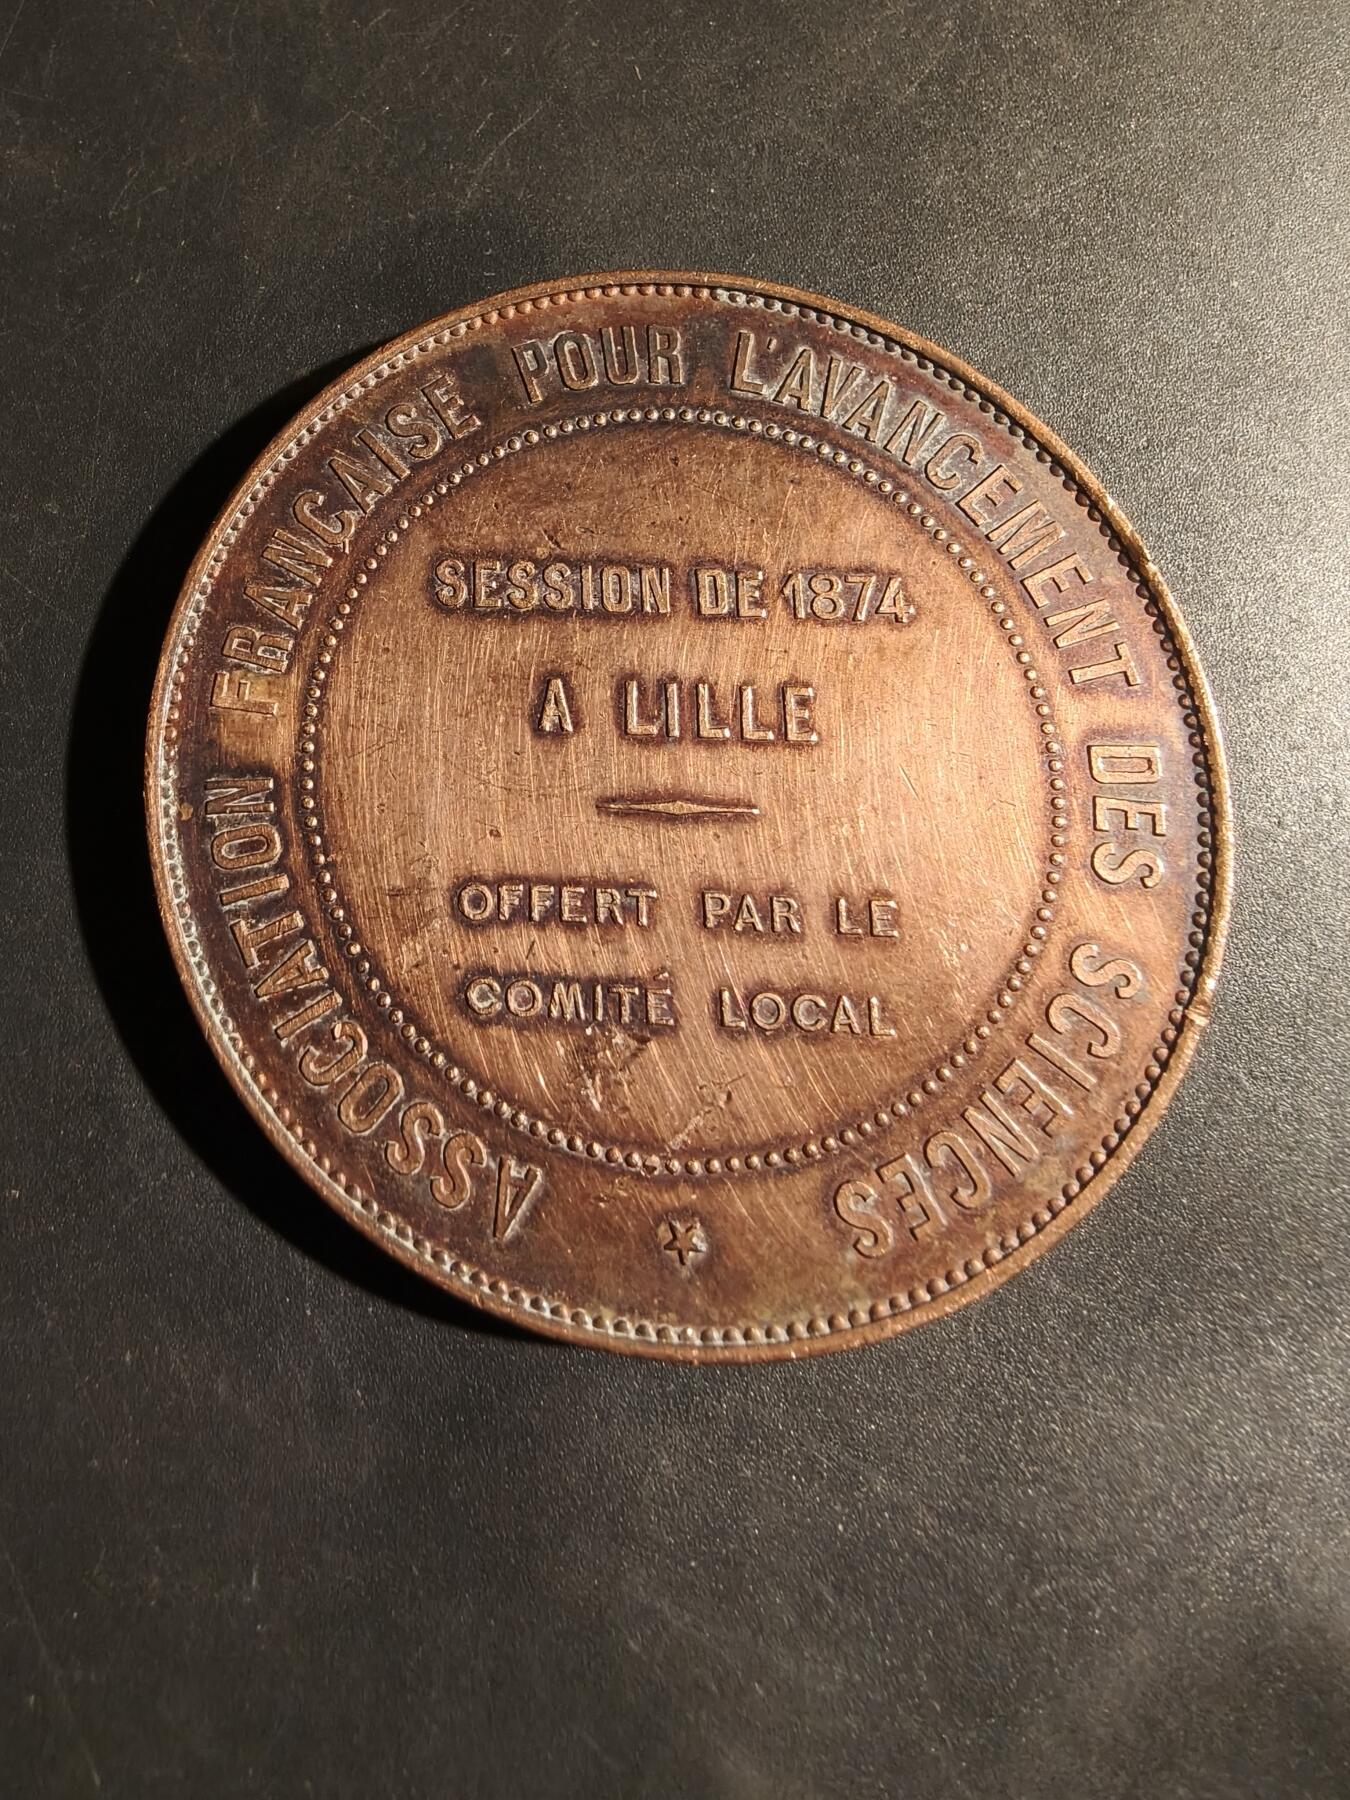 ASSOCIATION FRANÇAISE POUR L'AVANCEMENT DES SCIENCES
SESSION DE 1874
A LILLE
OFFERT PAR LE
COMITÉ LOCAL